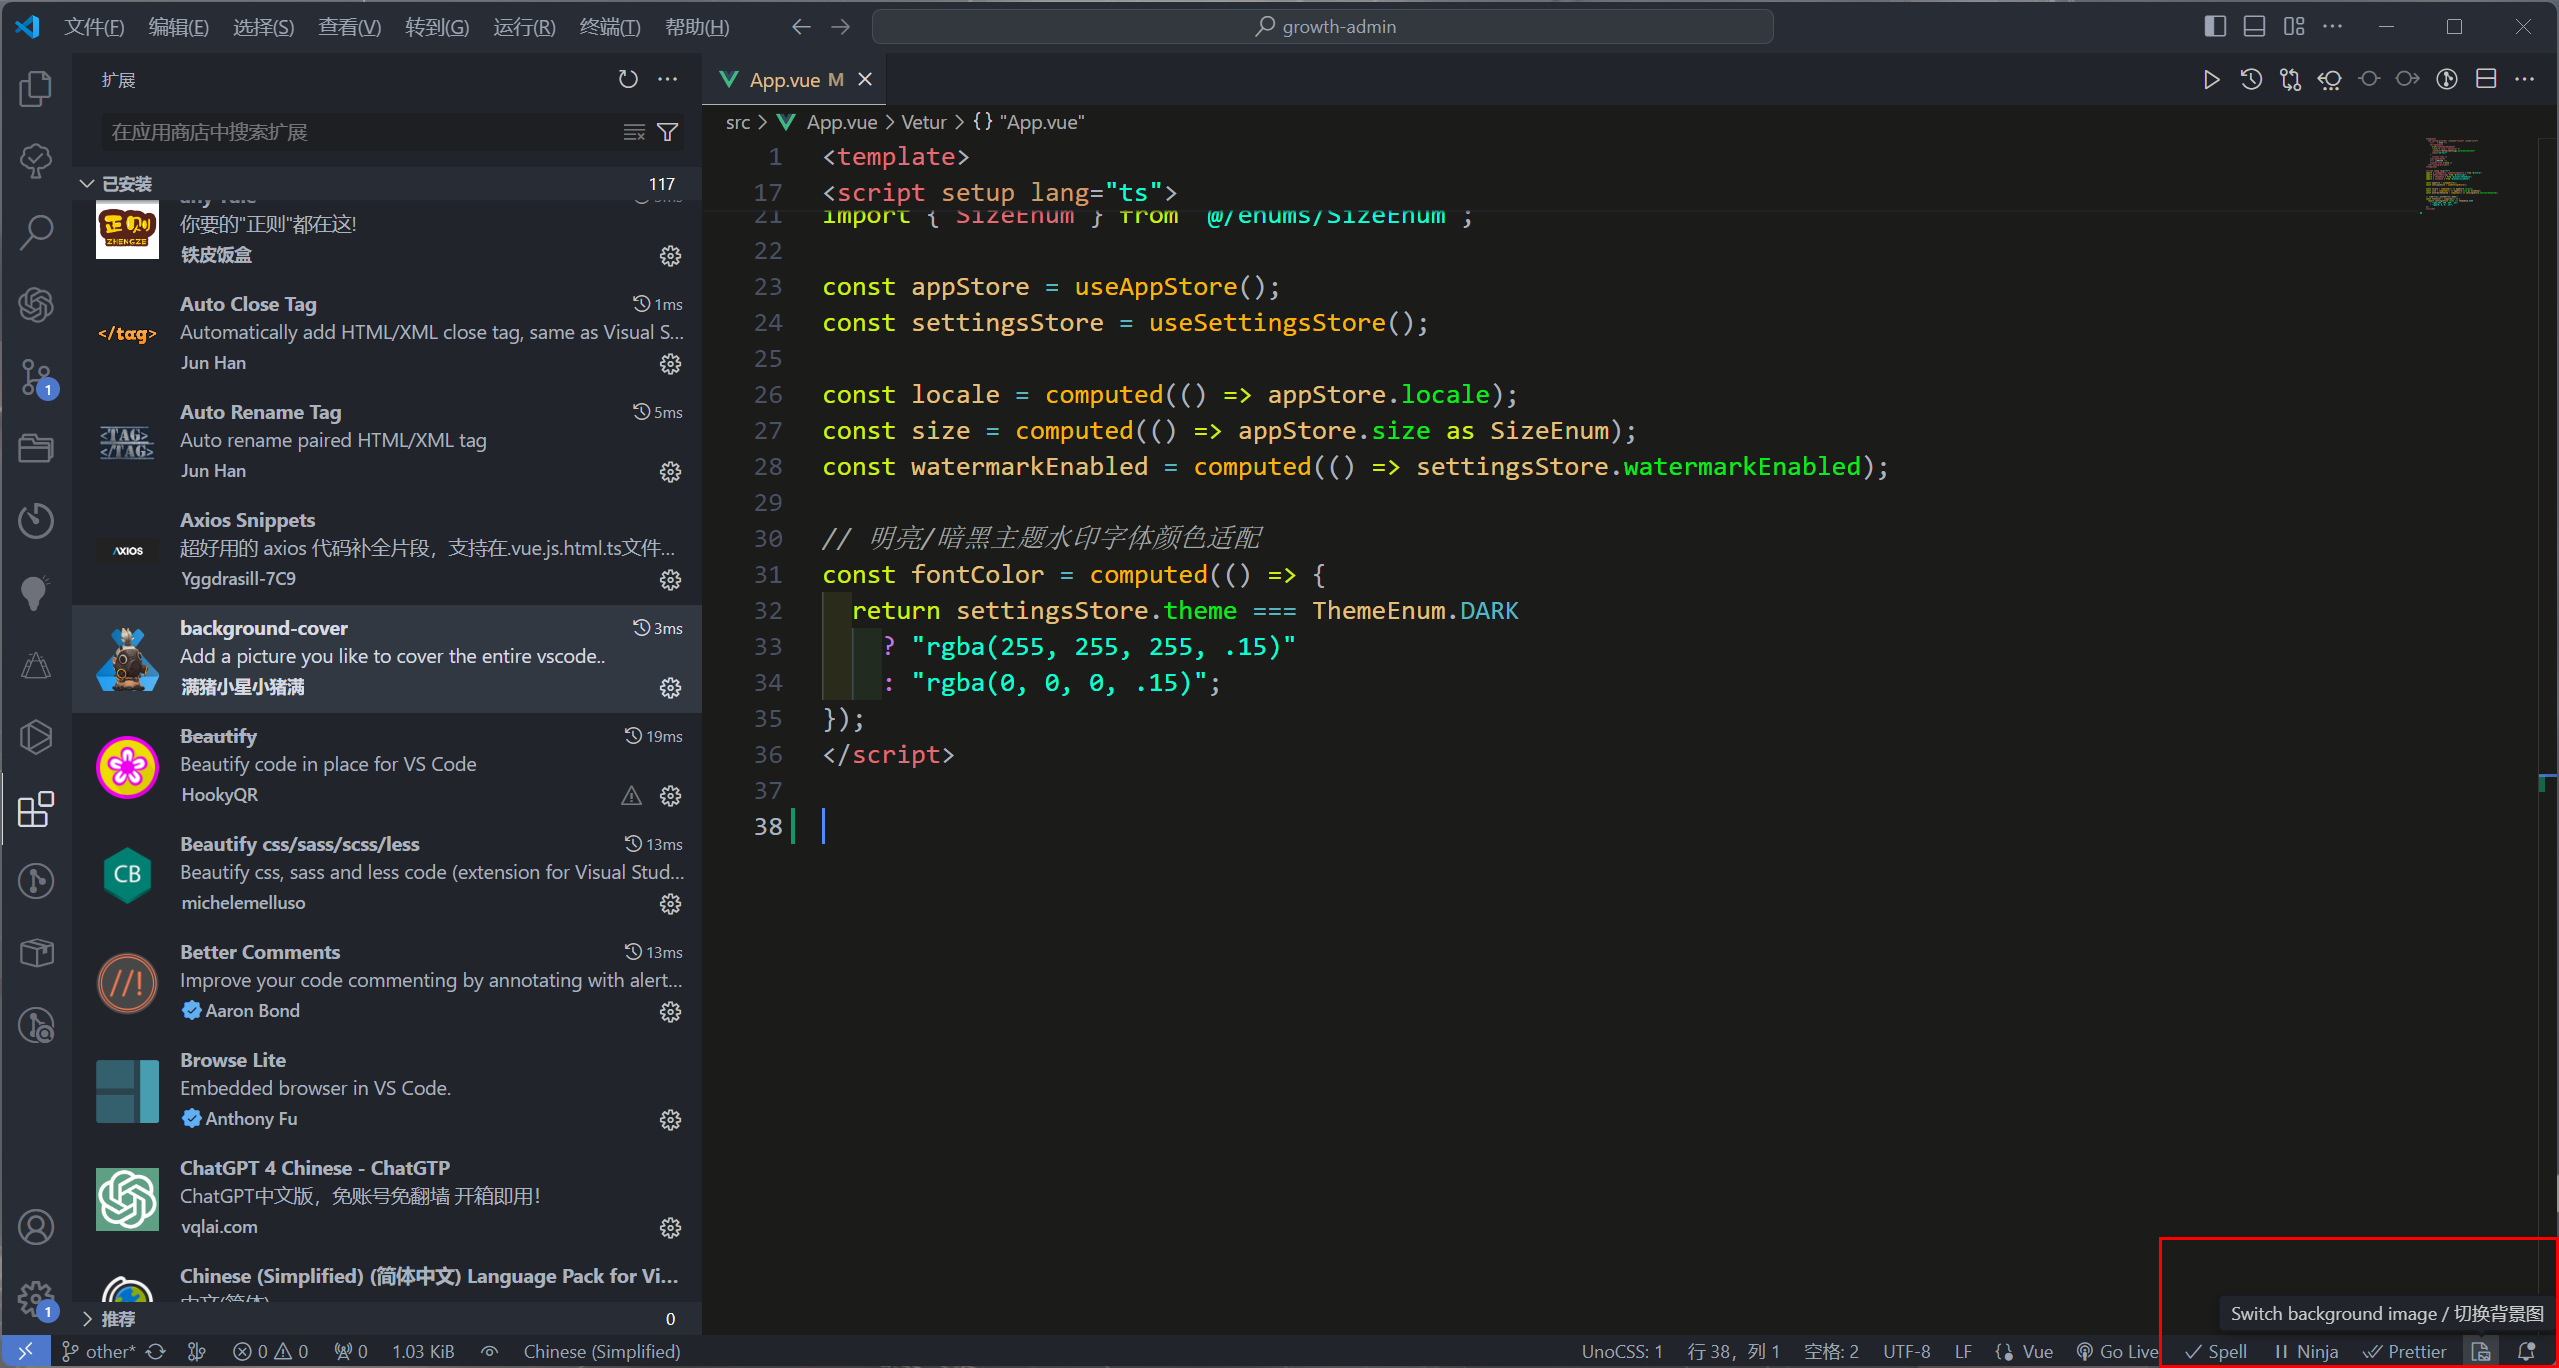 文件(F) 编辑(E) 选择(S) 查看(V) 转到(G) 运行(R) 终端(T) 帮助(H)
growth-admin
扩展
在应用商店中搜索扩展
已安装 117
正则
ZHENGZE
你要的"正则"都在这!
铁皮饭盒
Auto Close Tag 1ms
</tag>
Automatically add HTML/XML close tag, same as Visual S...
Jun Han
Auto Rename Tag 5ms
<TAG>
</TAG>
Auto rename paired HTML/XML tag
Jun Han
Axios Snippets
AXIOS
超好用的 axios 代码补全片段，支持在.vue.js.html.ts文件...
Yggdrasill-7C9
background-cover 3ms
Add a picture you like to cover the entire vscode..
满猪小星小猪满
Beautify 19ms
Beautify code in place for VS Code
HookyQR
Beautify css/sass/scss/less 13ms
CB
Beautify css, sass and less code (extension for Visual Stud...
michelemelluso
Better Comments 13ms
//!
Improve your code commenting by annotating with alert...
Aaron Bond
Browse Lite
Embedded browser in VS Code.
Anthony Fu
ChatGPT 4 Chinese - ChatGTP
ChatGPT中文版，免账号免翻墙 开箱即用！
vqlai.com
Chinese (Simplified) (简体中文) Language Pack for Vi...
推荐 0
App.vue M
src > App.vue > Vetur > {} "App.vue"
1 <template>
17 <script setup lang="ts">
21 import { SizeEnum } from "@/enums/SizeEnum";
22
23 const appStore = useAppStore();
24 const settingsStore = useSettingsStore();
25
26 const locale = computed(() => appStore.locale);
27 const size = computed(() => appStore.size as SizeEnum);
28 const watermarkEnabled = computed(() => settingsStore.watermarkEnabled);
29
30 // 明亮/暗黑主题水印字体颜色适配
31 const fontColor = computed(() => {
32 return settingsStore.theme === ThemeEnum.DARK
33 ? "rgba(255, 255, 255, .15)"
34 : "rgba(0, 0, 0, .15)";
35 });
36 </script>
37
38
Switch background image / 切换背景图
1
1
other* 0 0 0 1.03 KiB Chinese (Simplified) UnoCSS: 1 行 38，列 1 空格: 2 UTF-8 LF Vue Go Live Spell Ninja Prettier